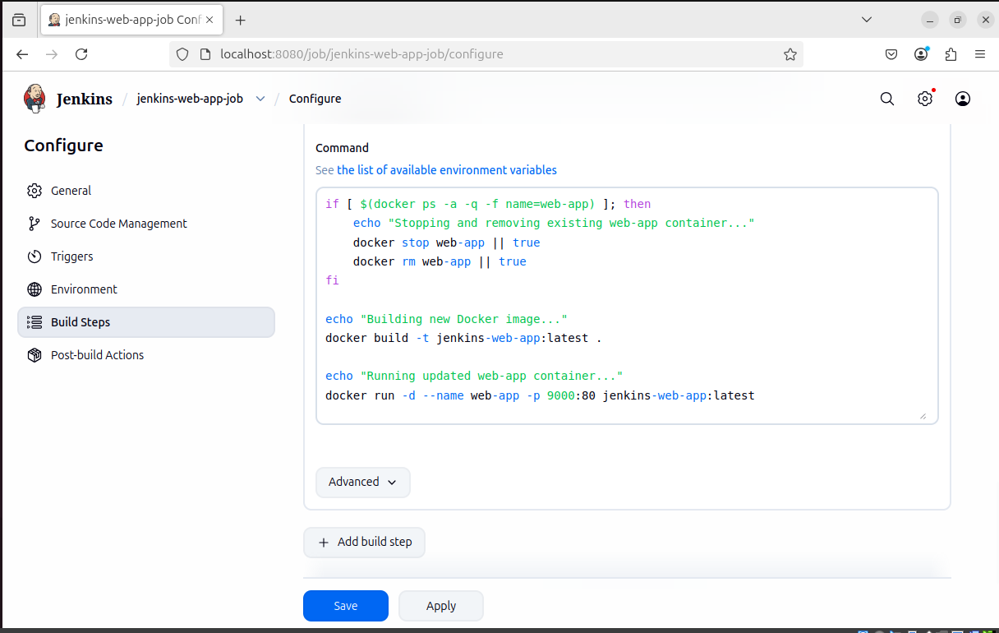 jenkins-web-app-job Conf
localhost:8080/job/jenkins-web-app-job/configure
Jenkins / jenkins-web-app-job / Configure
Configure
General
Source Code Management
Triggers
Environment
Build Steps
Post-build Actions
Command
See the list of available environment variables
if [ $(docker ps -a -q -f name=web-app) ]; then
    echo "Stopping and removing existing web-app container..."
    docker stop web-app || true
    docker rm web-app || true
fi

echo "Building new Docker image..."
docker build -t jenkins-web-app:latest .

echo "Running updated web-app container..."
docker run -d --name web-app -p 9000:80 jenkins-web-app:latest
Advanced
+ Add build step
Save
Apply